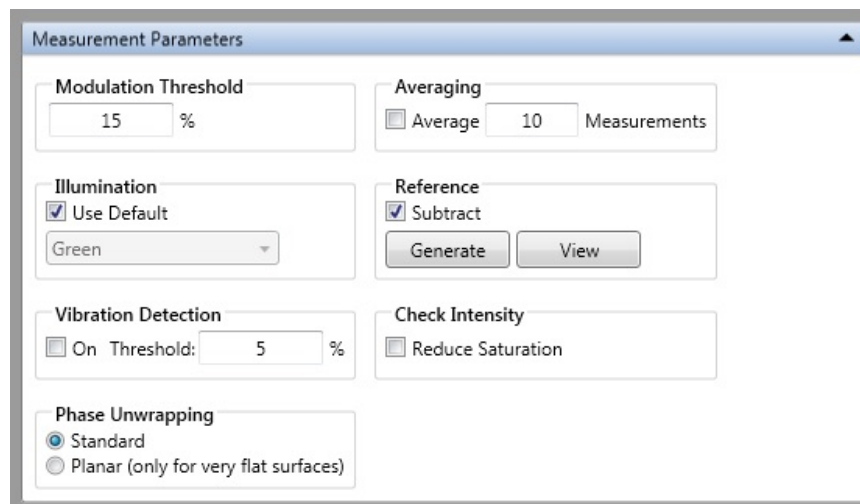 Measurement Parameters
Modulation Threshold
15 %
Averaging
Average 10 Measurements
Illumination
Use Default
Green
Reference
Subtract
Generate View
Vibration Detection
On Threshold: 5 %
Check Intensity
Reduce Saturation
Phase Unwrapping
Standard
Planar (only for very flat surfaces)